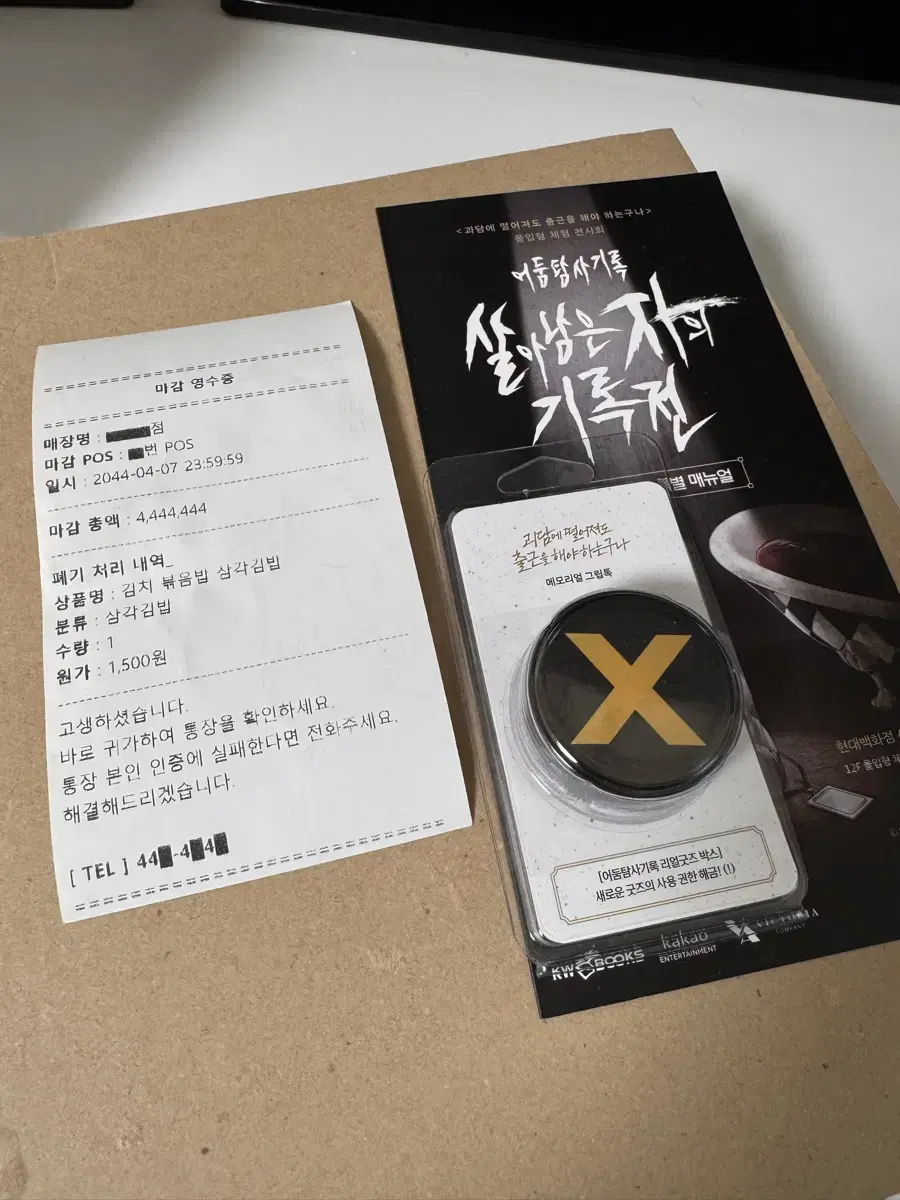 마감 영수증
매장명 : 점
마감 POS : 번 POS
일시 : 2044-04-07 23:59:59
마감 총액 : 4,444,444
폐기 처리 내역_
상품명 : 김치 볶음밥 삼각김밥
분류 : 삼각김밥
수량 : 1
원가 : 1,500원
고생하셨습니다.
바로 귀가하여 통장을 확인하세요.
통장 본인 인증에 실패한다면 전화주세요.
해결해드리겠습니다.
[ TEL ] 44 -4 4
<괴담에 떨어져도 출근을 해야 하는구나>
몰입형 체험 전시회
어둠탐사기록
살아남은 자의
기록전
별 매뉴얼
괴담에 떨어져도
출근을 해야 하는구나
메모리얼 그립톡
X
[어둠탐사기록 리얼굿즈 박스]
새로운 굿즈의 사용 권한 해금! (1)
현대백화점
12F 몰입형
KW BOOKS
kakao
ENTERTAINMENT
VICTORIA
COMPANY